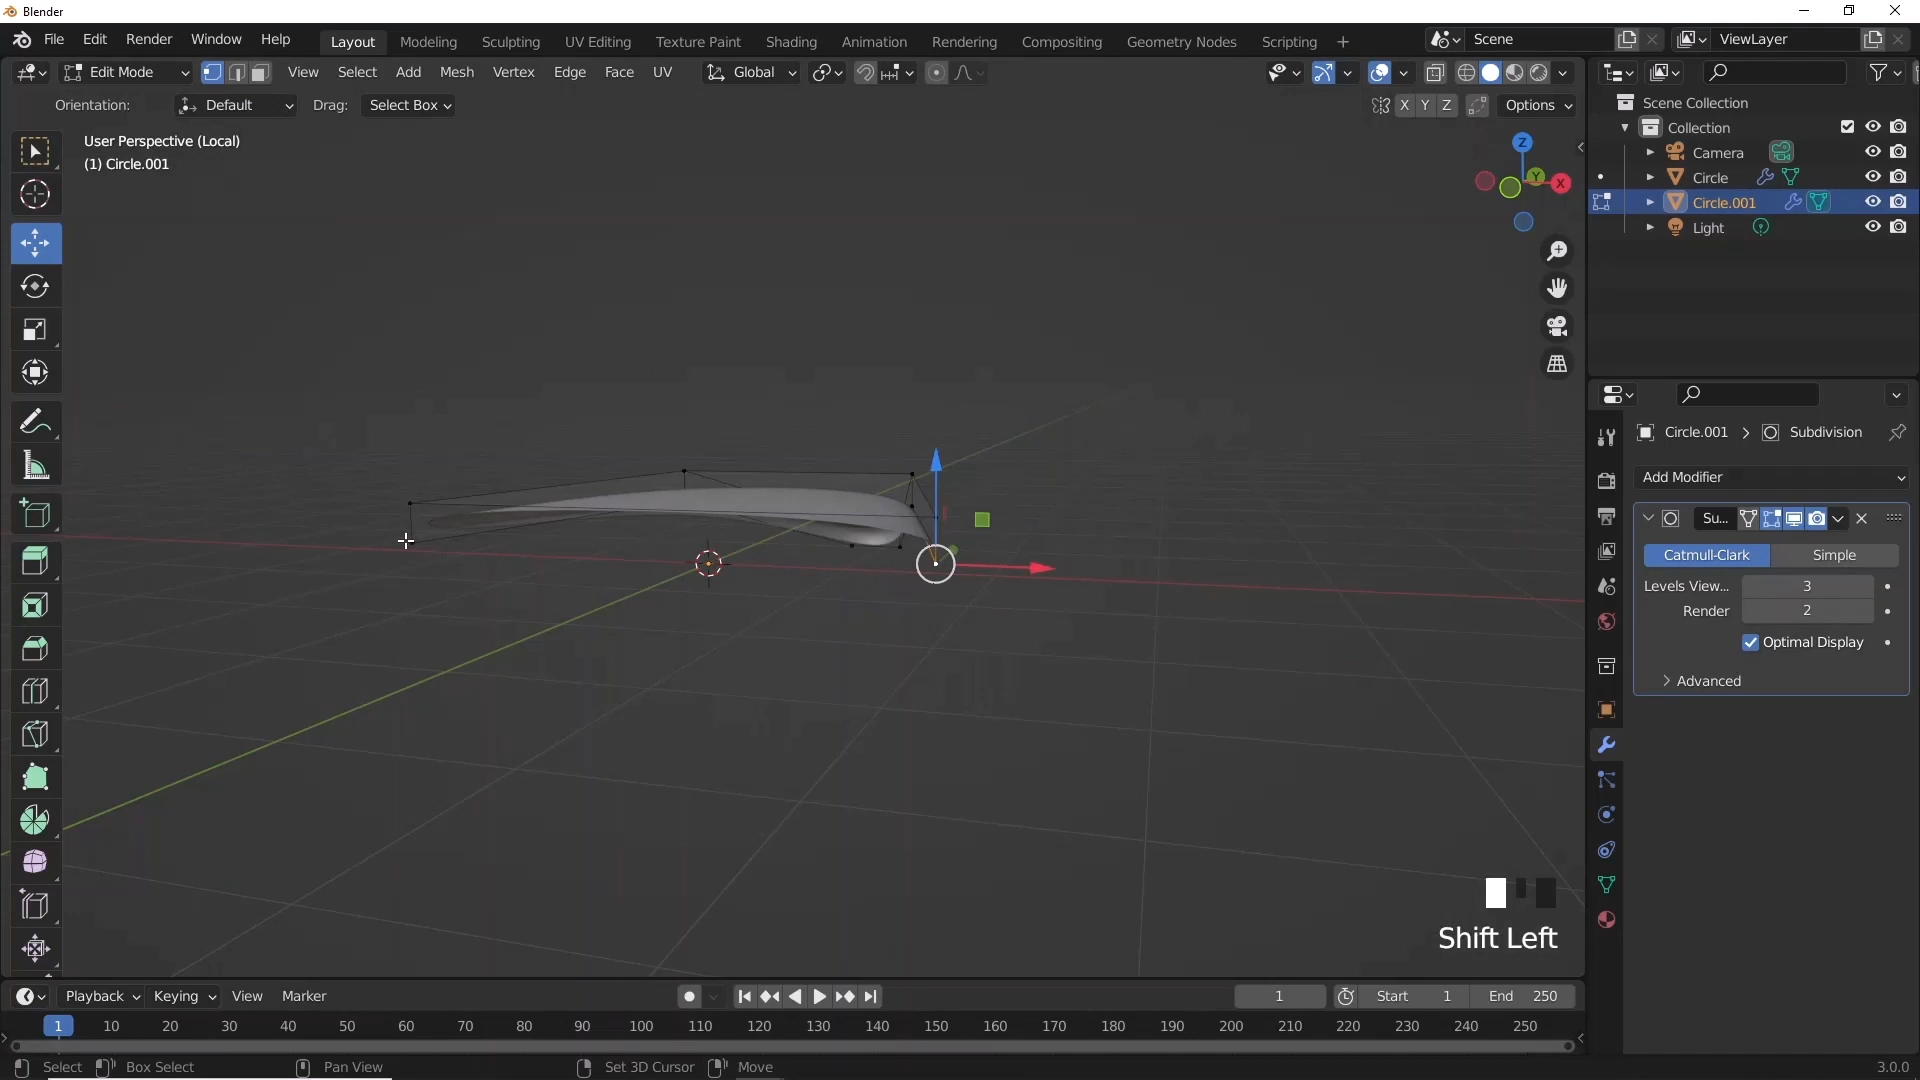 Blender
File Edit Render Window Help
Layout Modeling Sculpting UV Editing Texture Paint Shading Animation Rendering Compositing Geometry Nodes Scripting +
Scene
ViewLayer
Edit Mode View Select Add Mesh Vertex Edge Face UV Global
Orientation: Default Drag: Select Box
X Y Z Options
User Perspective (Local)
(1) Circle.001
Z
Y
X
Scene Collection
Collection
Camera
Circle
Circle.001
Light
Circle.001 > Subdivision
Add Modifier
Su...
Catmull-Clark Simple
Levels View... 3
Render 2
Optimal Display
Advanced
Shift Left
Playback Keying View Marker
1 Start 1 End 250
1 10 20 30 40 50 60 70 80 90 100 110 120 130 140 150 160 170 180 190 200 210 220 230 240 250
Select Box Select Pan View Set 3D Cursor Move
3.0.0